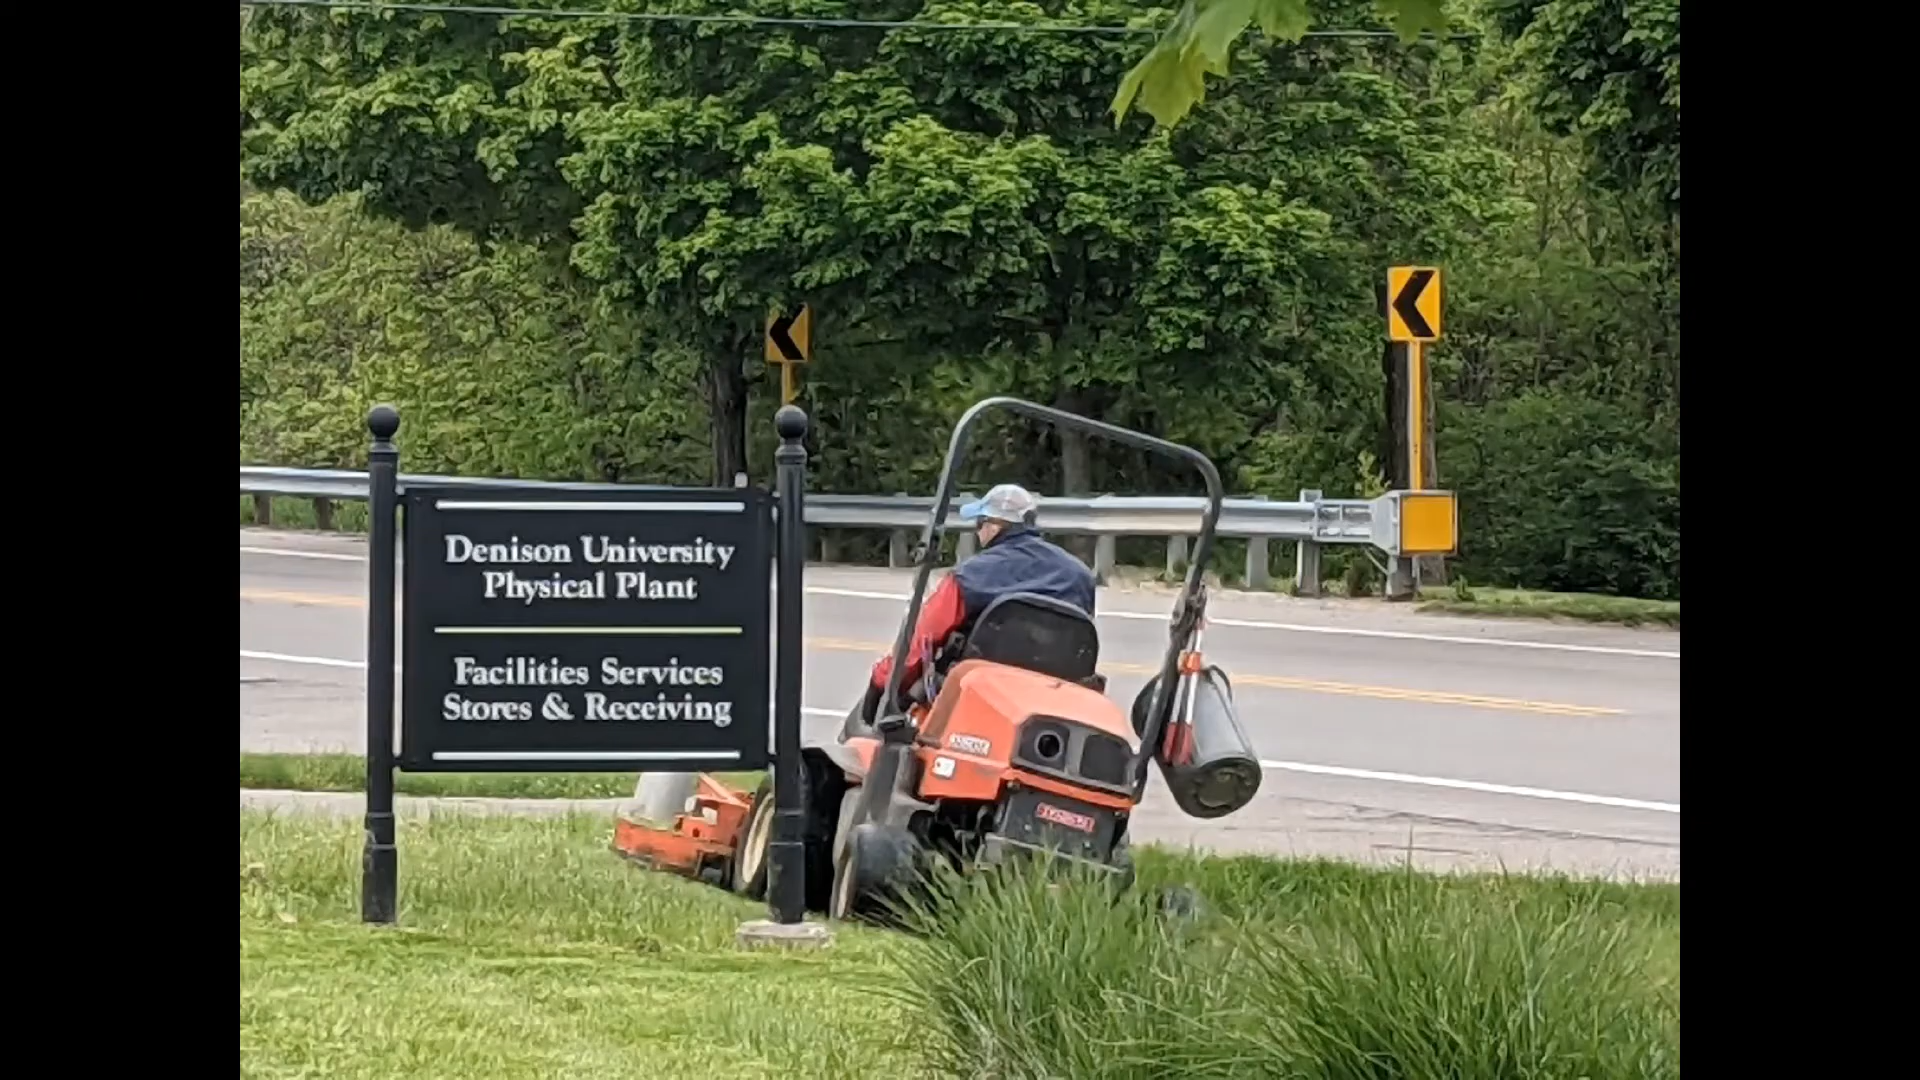 Denison University
Physical Plant
Facilities Services
Stores & Receiving